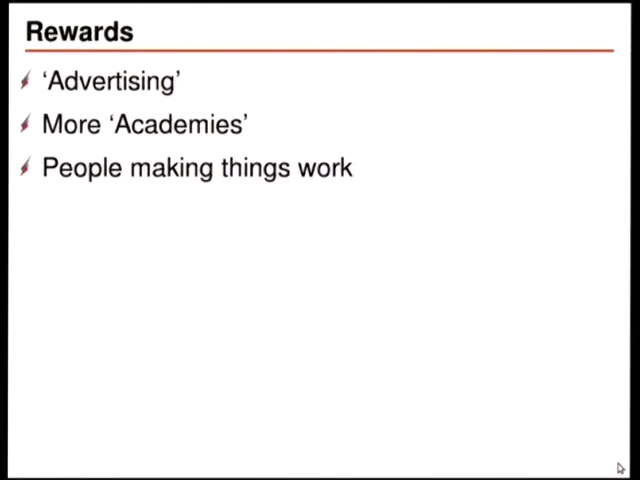 Rewards
‘Advertising’
More ‘Academies’
People making things work